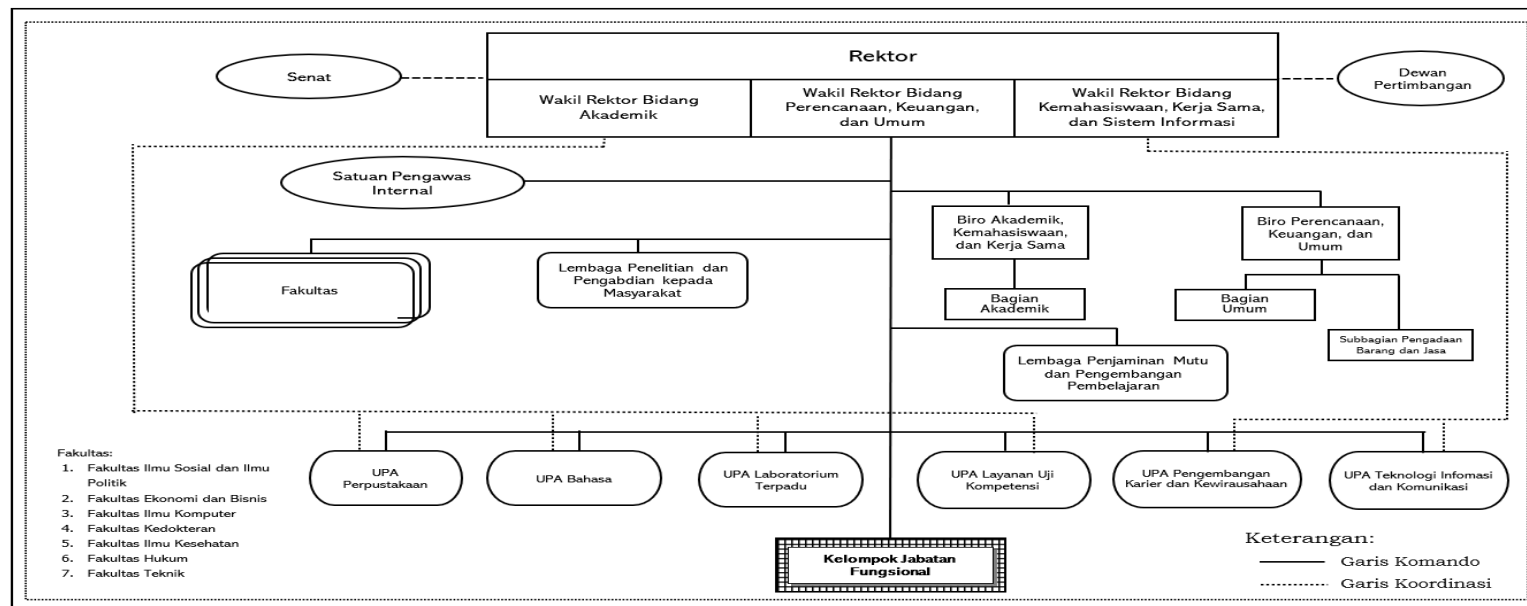 Rektor
Senat
Dewan
Pertimbangan
Wakil Rektor Bidang
Akademik
Wakil Rektor Bidang
Perencanaan, Keuangan,
dan Umum
Wakil Rektor Bidang
Kemahasiswaan, Kerja Sama,
dan Sistem Informasi
Satuan Pengawas
Internal
Biro Akademik,
Kemahasiswaan,
dan Kerja Sama
Biro Perencanaan,
Keuangan, dan
Umum
Fakultas
Lembaga Penelitian dan
Pengabdian kepada
Masyarakat
Bagian
Akademik
Bagian
Umum
Subbagian Pengadaan
Barang dan Jasa
Lembaga Penjaminan Mutu
dan Pengembangan
Pembelajaran
UPA
Perpustakaan
UPA Bahasa
UPA Laboratorium
Terpadu
UPA Layanan Uji
Kompetensi
UPA Pengembangan
Karier dan Kewirausahaan
UPA Teknologi Infomasi
dan Komunikasi
Fakultas:
1. Fakultas Ilmu Sosial dan Ilmu
Politik
2. Fakultas Ekonomi dan Bisnis
3. Fakultas Ilmu Komputer
4. Fakultas Kedokteran
5. Fakultas Ilmu Kesehatan
6. Fakultas Hukum
7. Fakultas Teknik
Kelompok Jabatan
Fungsional
Keterangan:
Garis Komando
Garis Koordinasi